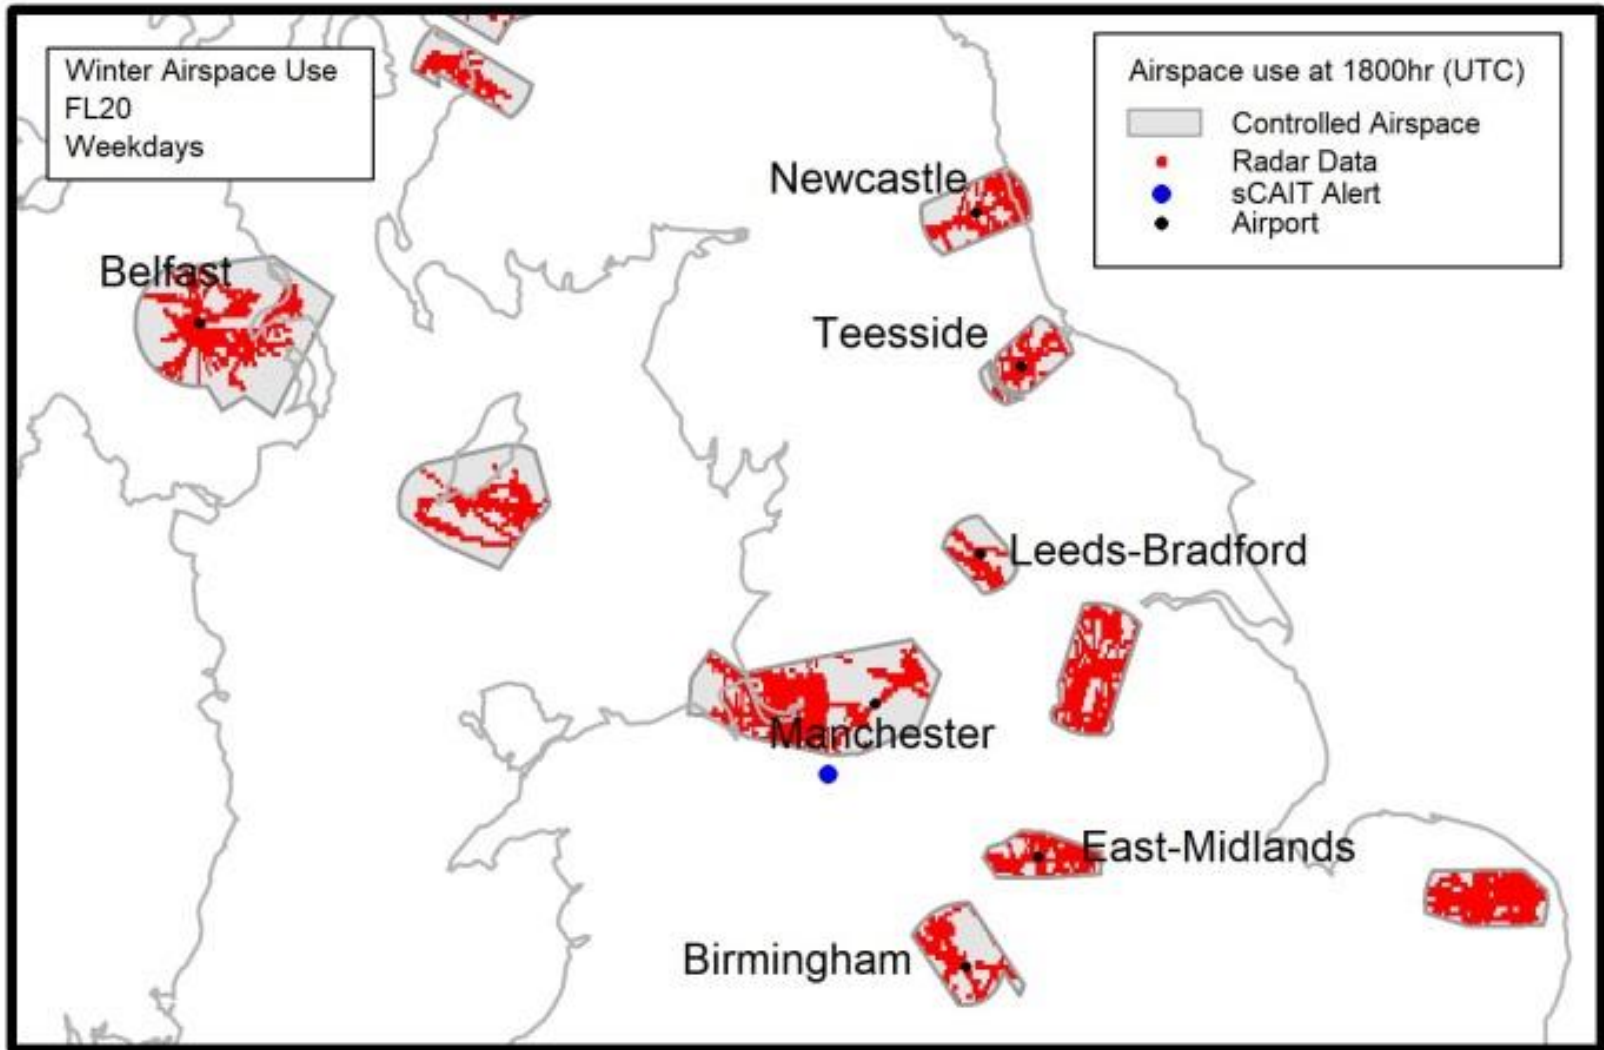 Winter Airspace Use
FL20
Weekdays
Airspace use at 1800hr (UTC)
Controlled Airspace
Radar Data
sCAIT Alert
Airport
Newcastle
Belfast
Teesside
Leeds-Bradford
Manchester
East-Midlands
Birmingham